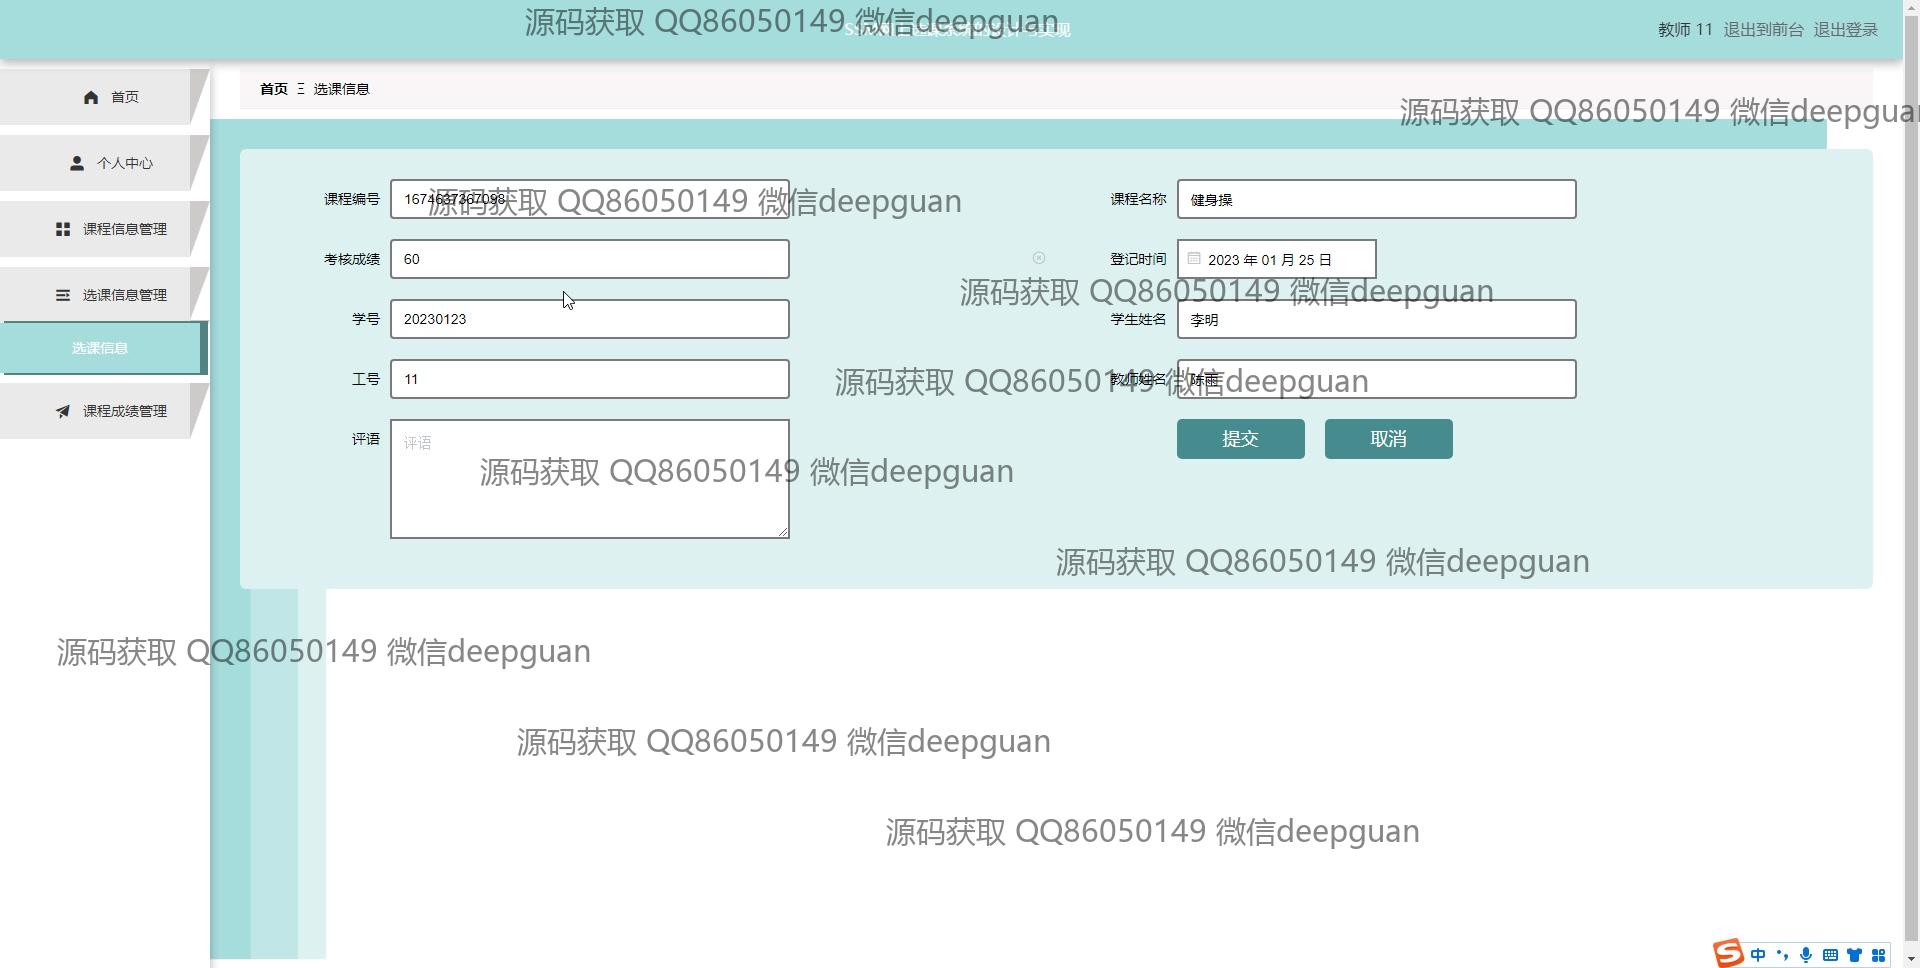 源码获取 QQ86050149 微信deepguan
教师 11 退出到前台 退出登录
首页
个人中心
课程信息管理
选课信息管理
选课信息
课程成绩管理
首页 Ξ 选课信息
源码获取 QQ86050149 微信deepguan
课程编号 1674637367098
课程名称 健身操
源码获取 QQ86050149 微信deepguan
考核成绩 60
登记时间 2023 年 01 月 25 日
源码获取 QQ86050149 微信deepguan
学号 20230123
学生姓名 李明
工号 11
教师姓名 陈雨
源码获取 QQ86050149 微信deepguan
评语 评语
提交 取消
源码获取 QQ86050149 微信deepguan
源码获取 QQ86050149 微信deepguan
源码获取 QQ86050149 微信deepguan
源码获取 QQ86050149 微信deepguan
源码获取 QQ86050149 微信deepguan
S 中